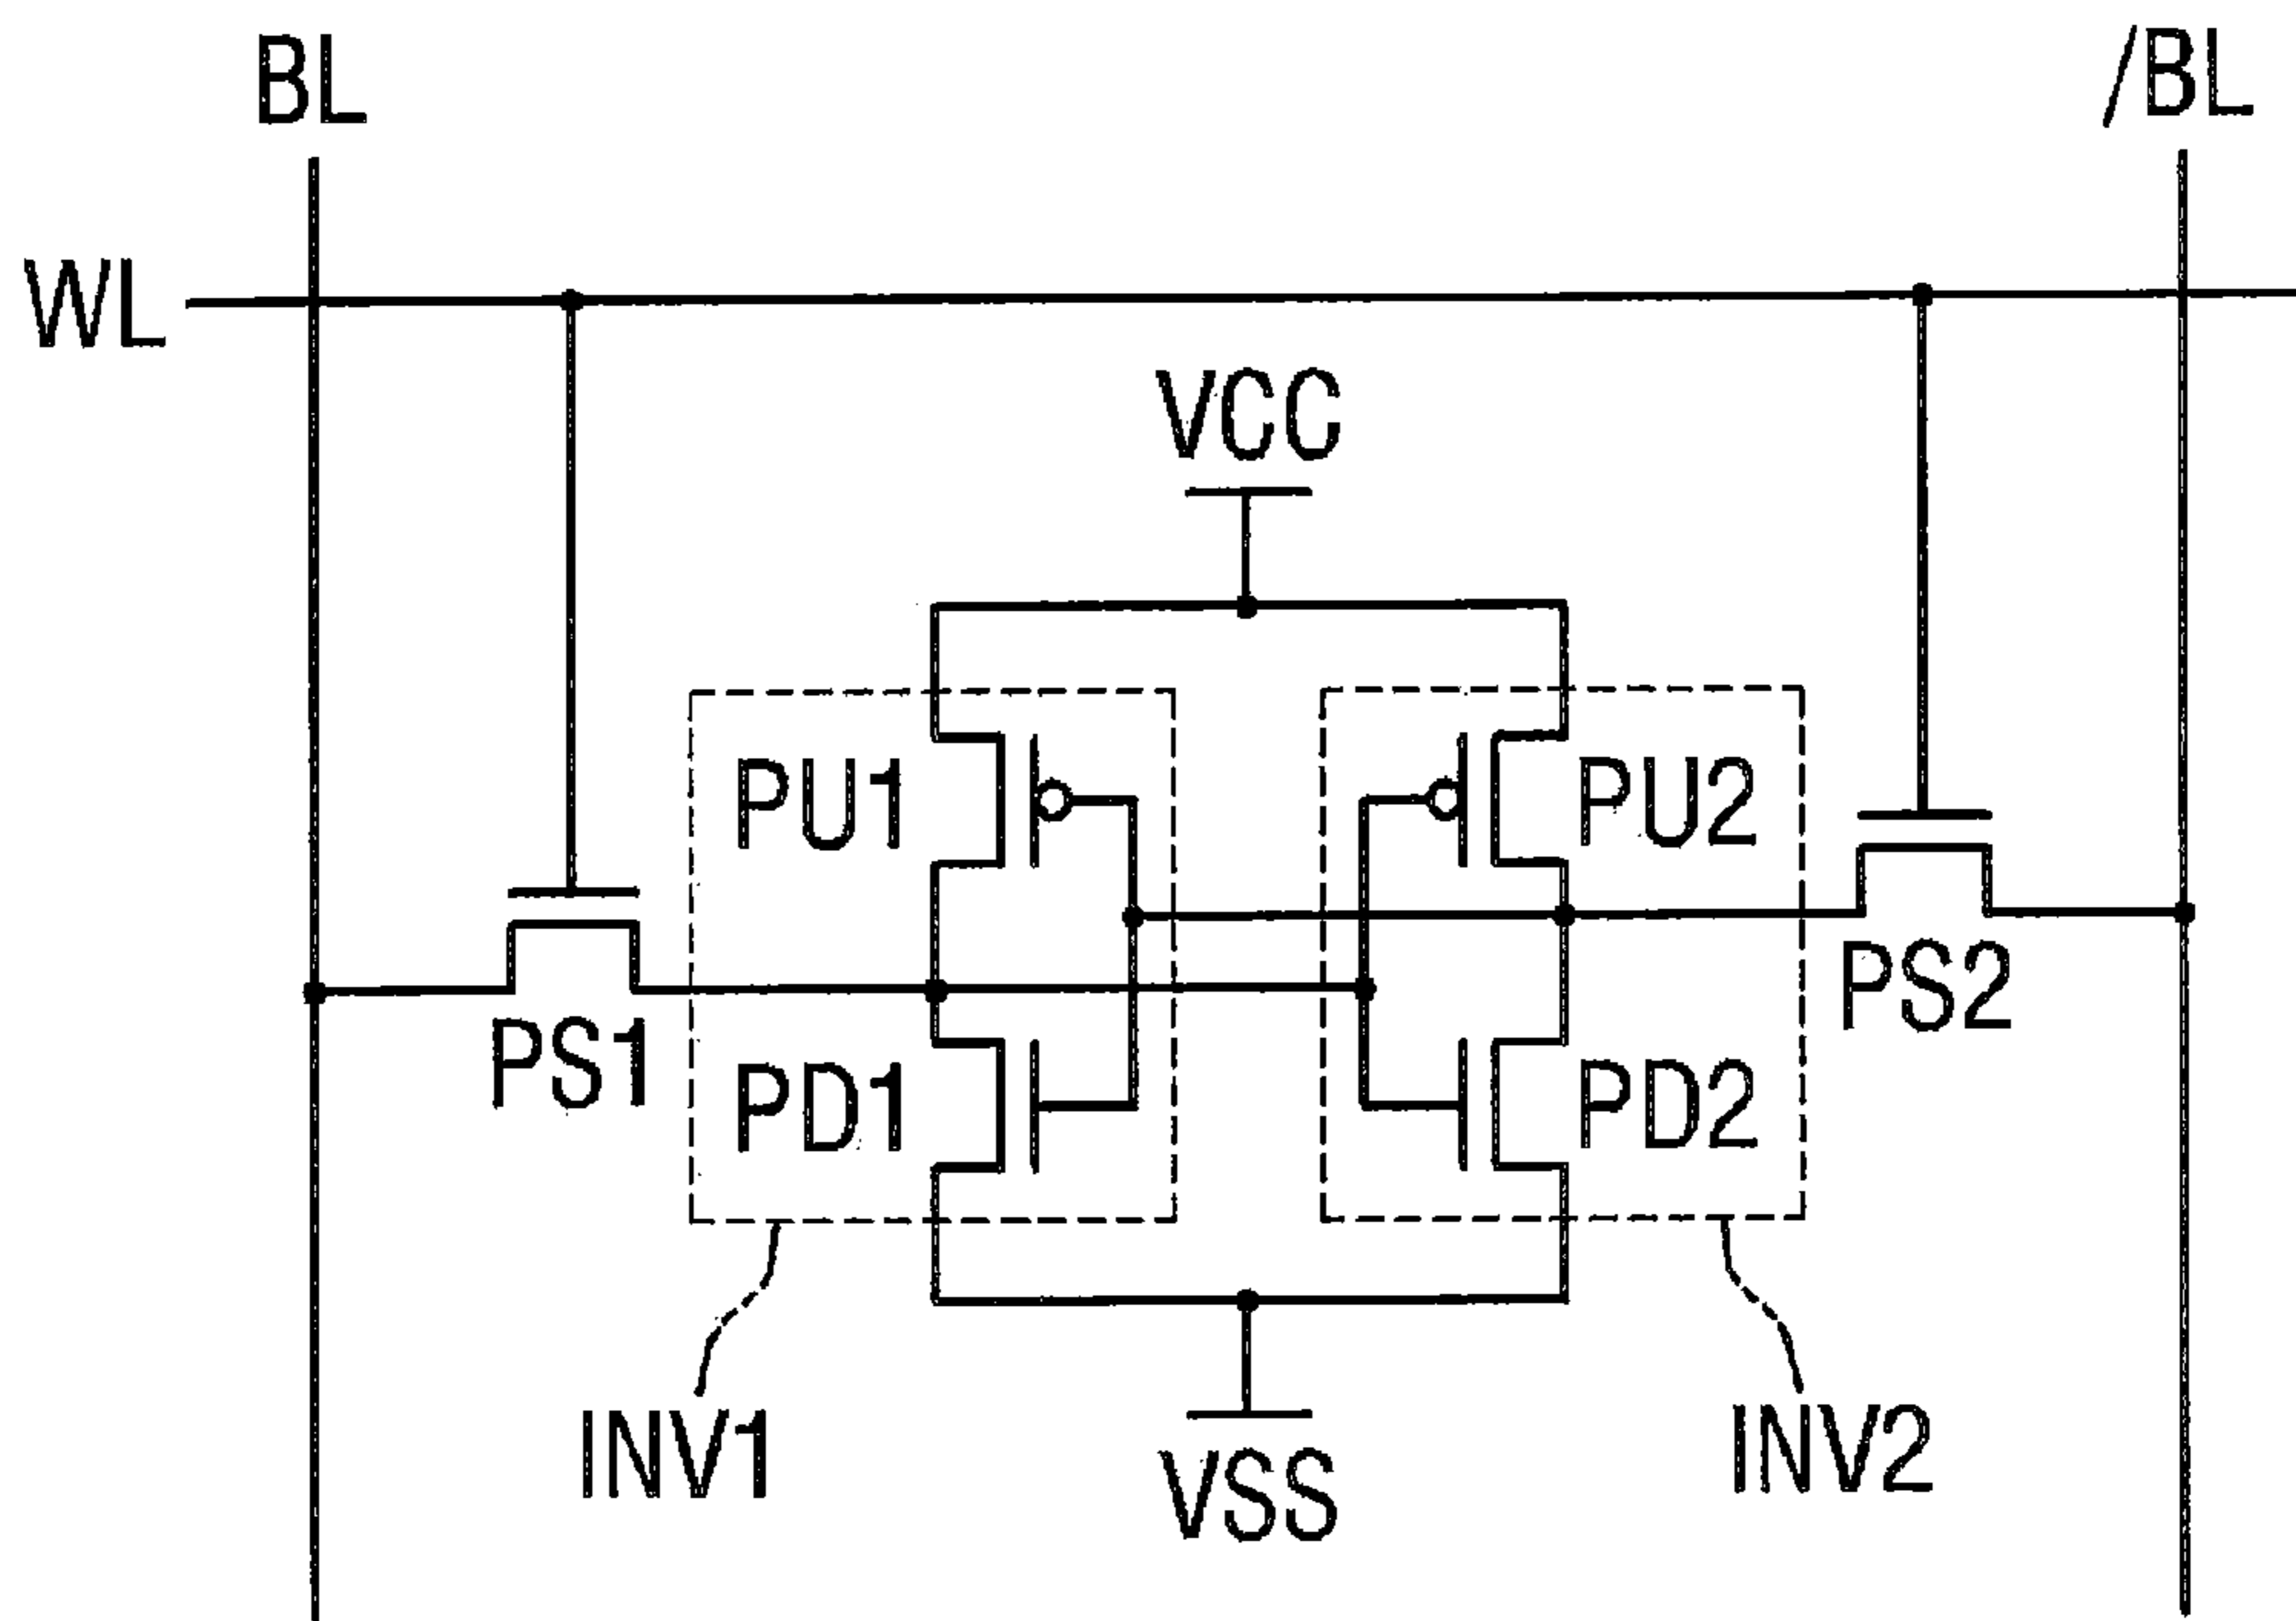 BL
/BL
WL
VCC
PU1
PU2
PS1
PS2
PD1
PD2
INV1
INV2
VSS